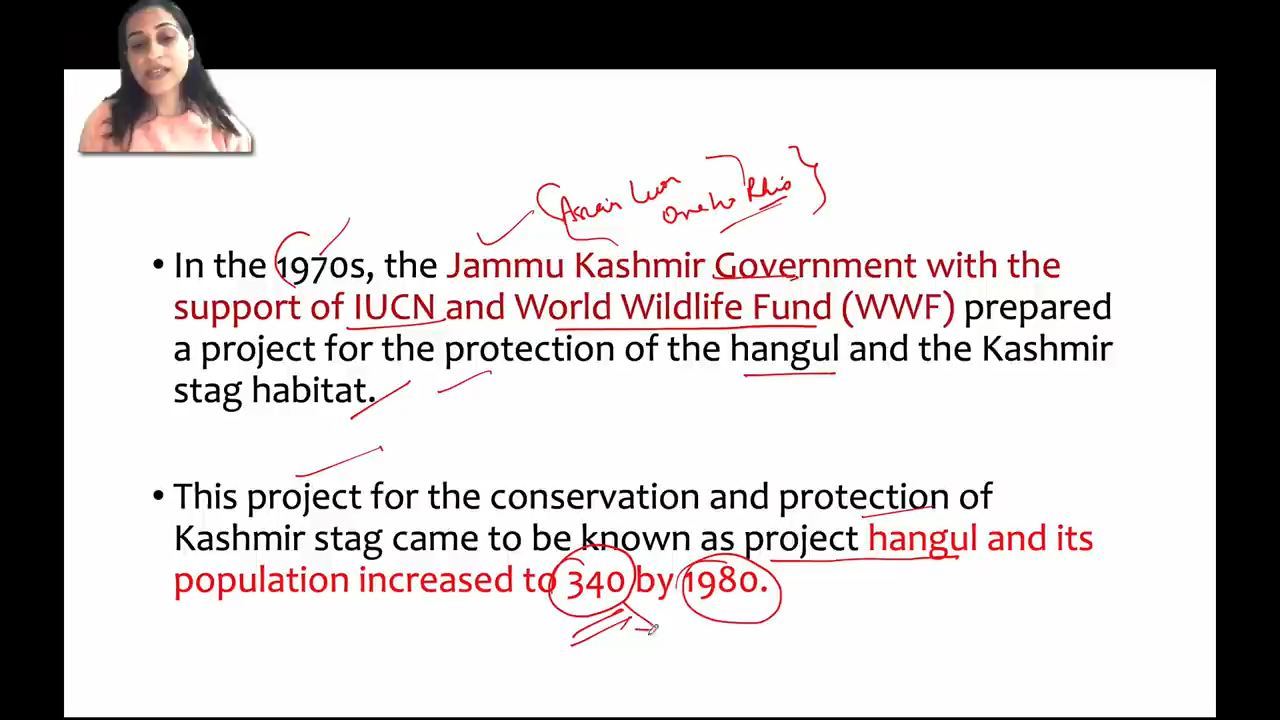 • In the 1970s, the Jammu Kashmir Government with the
support of IUCN and World Wildlife Fund (WWF) prepared
a project for the protection of the hangul and the Kashmir
stag habitat.
• This project for the conservation and protection of
Kashmir stag came to be known as project hangul and its
population increased to 340 by 1980.